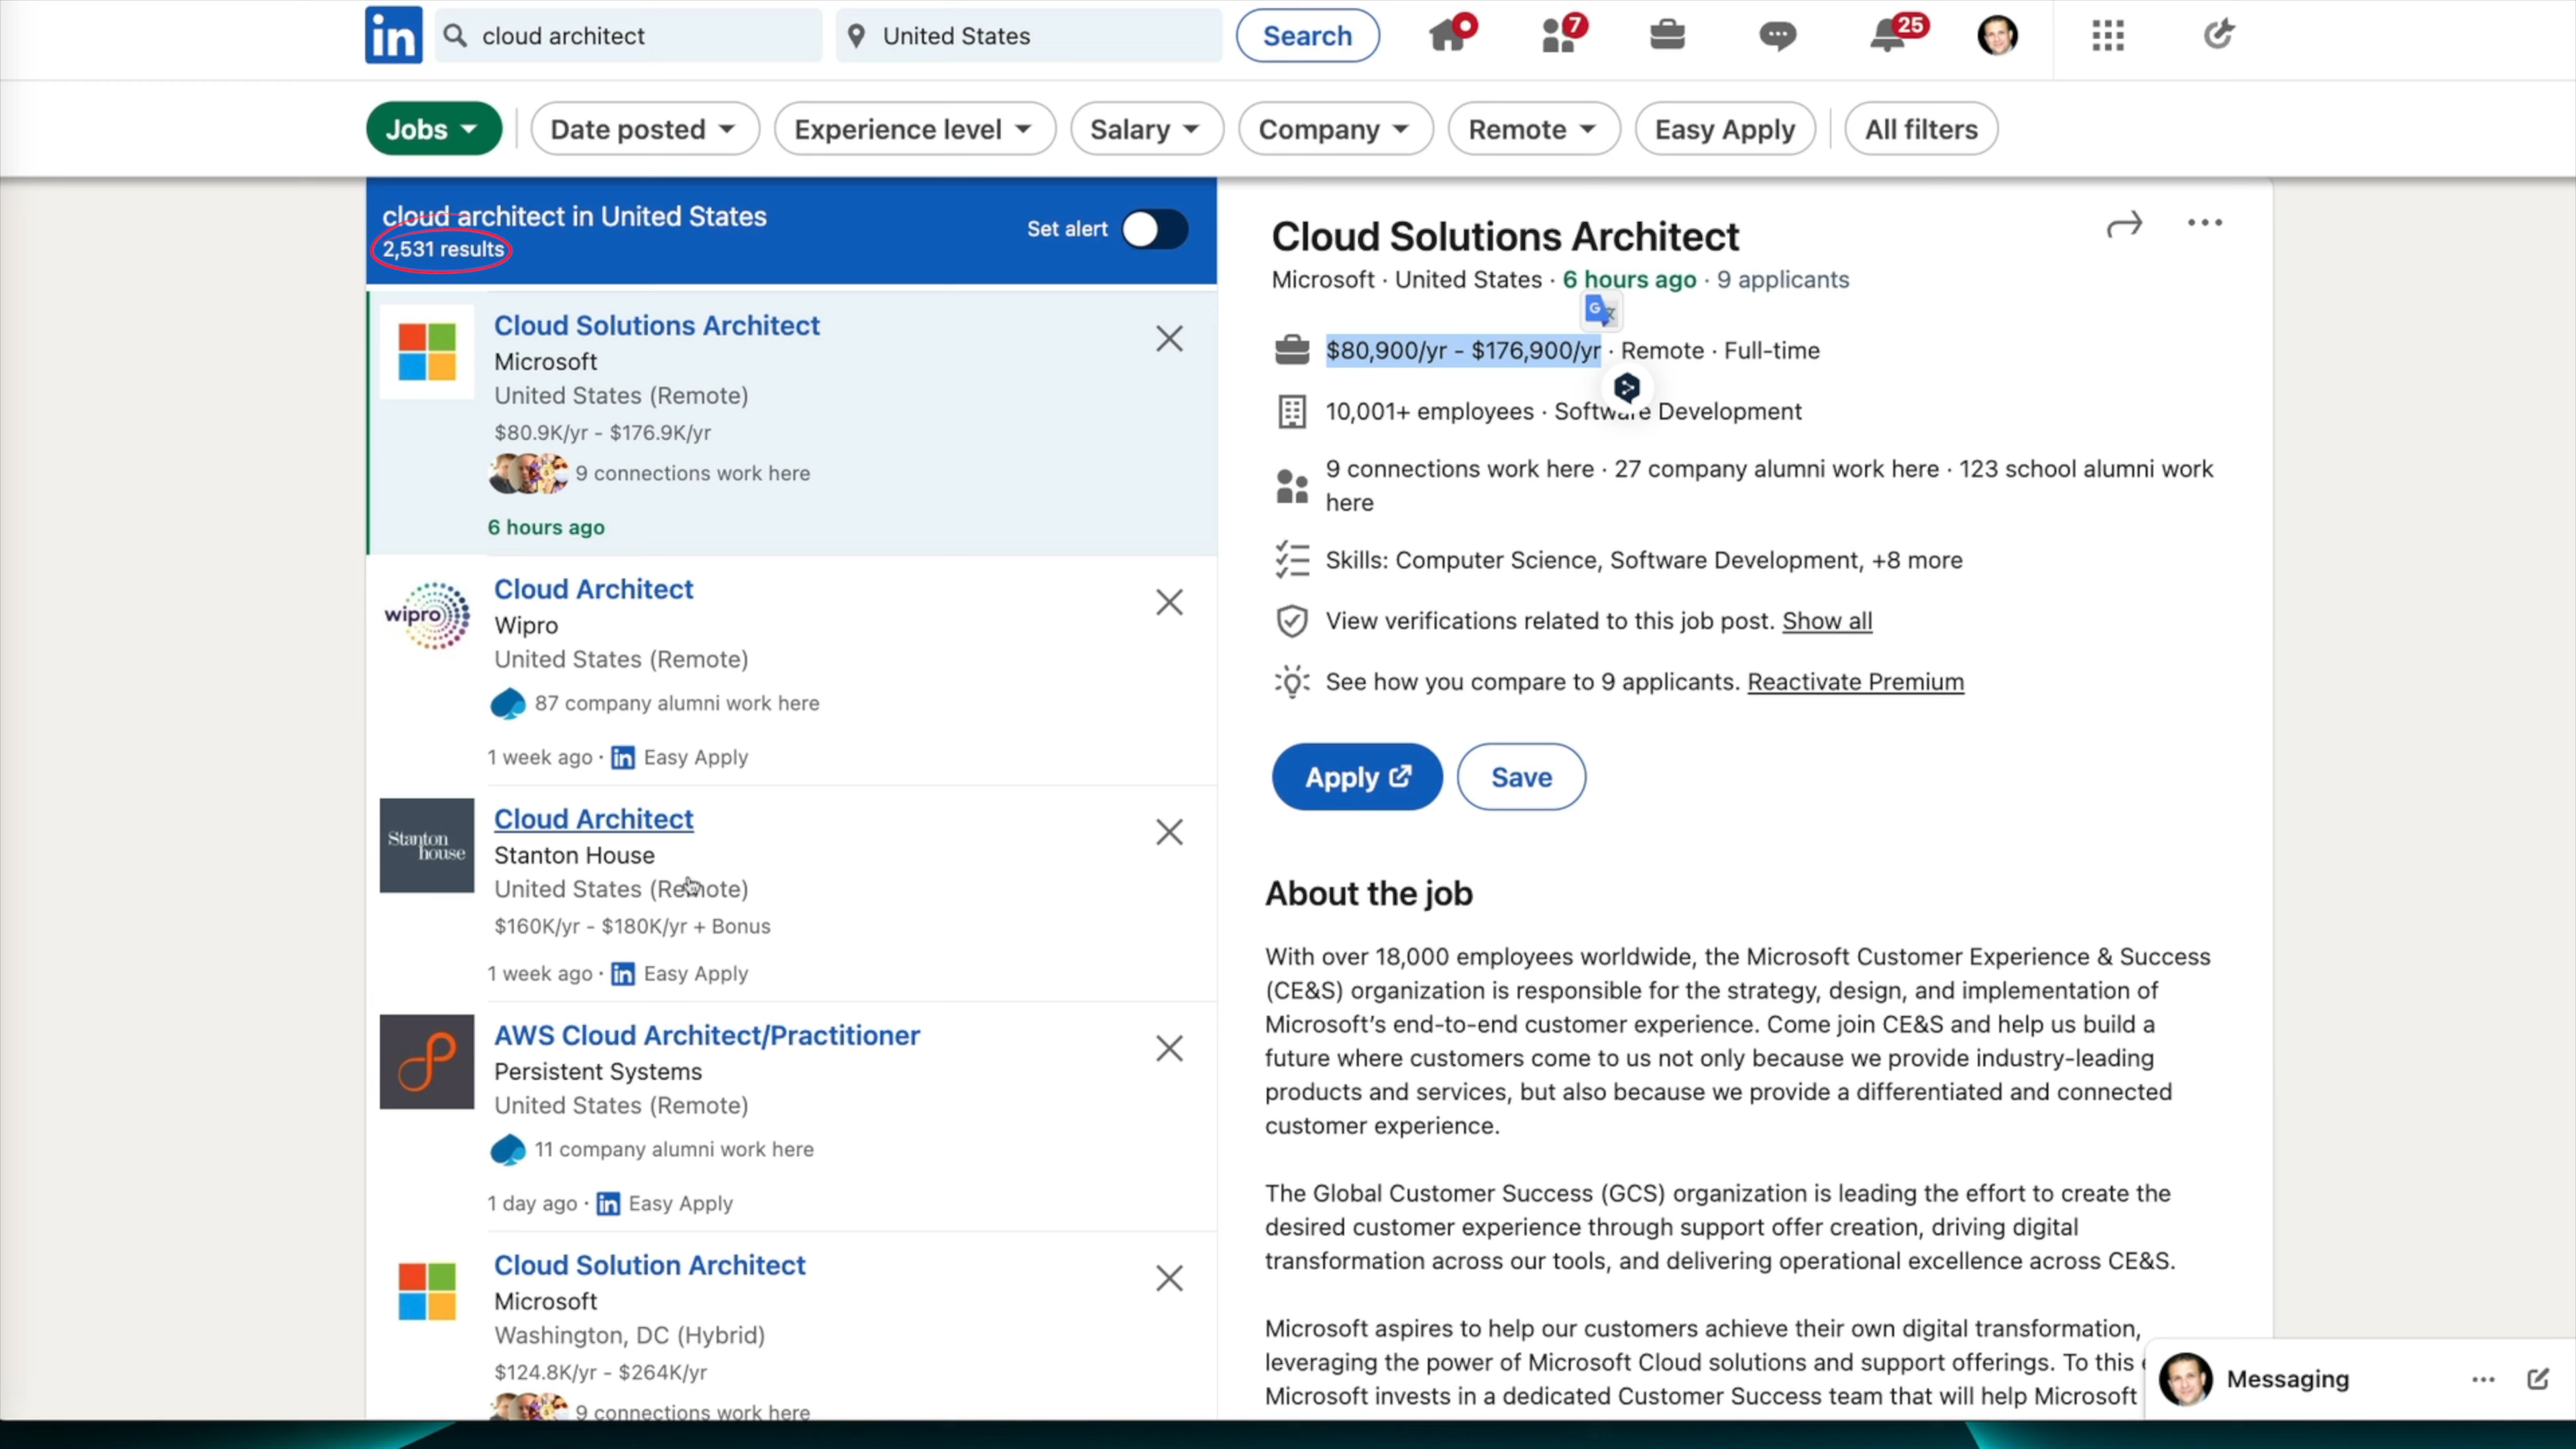 in
cloud architect
United States
Search
7
25
Jobs
Date posted
Experience level
Salary
Company
Remote
Easy Apply
All filters
cloud architect in United States
2,531 results
Set alert
Cloud Solutions Architect
Microsoft
United States (Remote)
$80.9K/yr - $176.9K/yr
9 connections work here
6 hours ago
wipro
Cloud Architect
Wipro
United States (Remote)
87 company alumni work here
1 week ago · in Easy Apply
Stanton
house
Cloud Architect
Stanton House
United States (Remote)
$160K/yr - $180K/yr + Bonus
1 week ago · in Easy Apply
AWS Cloud Architect/Practitioner
Persistent Systems
United States (Remote)
11 company alumni work here
1 day ago · in Easy Apply
Cloud Solution Architect
Microsoft
Washington, DC (Hybrid)
$124.8K/yr - $264K/yr
9 connections work here
Cloud Solutions Architect
Microsoft · United States · 6 hours ago · 9 applicants
G
$80,900/yr - $176,900/yr · Remote · Full-time
10,001+ employees · Software Development
9 connections work here · 27 company alumni work here · 123 school alumni work
here
Skills: Computer Science, Software Development, +8 more
View verifications related to this job post. Show all
See how you compare to 9 applicants. Reactivate Premium
Apply
Save
About the job
With over 18,000 employees worldwide, the Microsoft Customer Experience & Success
(CE&S) organization is responsible for the strategy, design, and implementation of
Microsoft's end-to-end customer experience. Come join CE&S and help us build a
future where customers come to us not only because we provide industry-leading
products and services, but also because we provide a differentiated and connected
customer experience.
The Global Customer Success (GCS) organization is leading the effort to create the
desired customer experience through support offer creation, driving digital
transformation across our tools, and delivering operational excellence across CE&S.
Microsoft aspires to help our customers achieve their own digital transformation,
leveraging the power of Microsoft Cloud solutions and support offerings. To this
Microsoft invests in a dedicated Customer Success team that will help Microsoft
Messaging